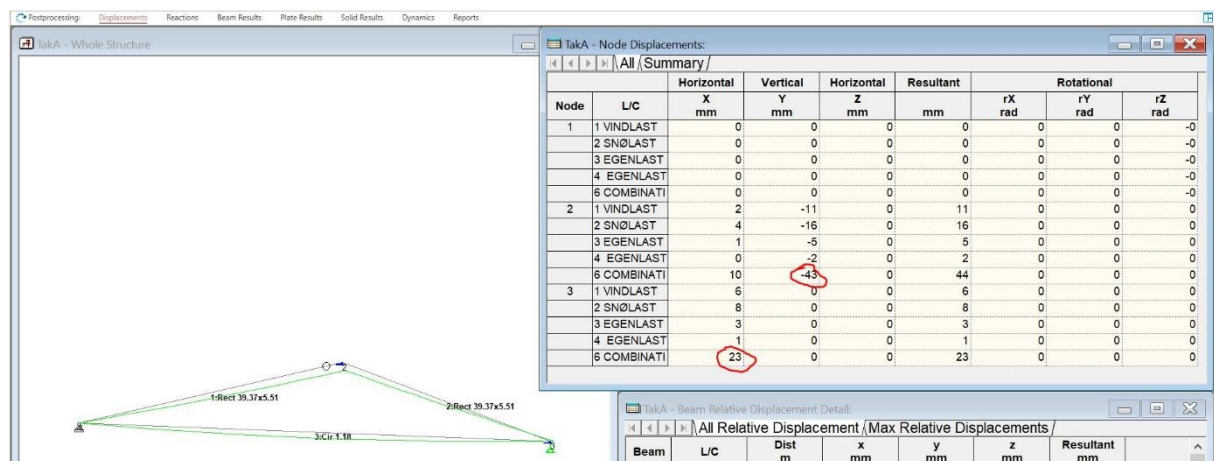 Postprocessing: Displacements Reactions Beam Results Plate Results Solid Results Dynamics Reports
TakA - Whole Structure
TakA - Node Displacements:
All Summary
Horizontal Vertical Horizontal Resultant Rotational
Node L/C X mm Y mm Z mm mm rX rad rY rad rZ rad
1 1 VINDLAST 0 0 0 0 0 0 -0
2 SNØLAST 0 0 0 0 0 0 -0
3 EGENLAST 0 0 0 0 0 0 -0
4 EGENLAST 0 0 0 0 0 0 -0
6 COMBINATI 0 0 0 0 0 0 -0
2 1 VINDLAST 2 -11 0 11 0 0 0
2 SNØLAST 4 -16 0 16 0 0 0
3 EGENLAST 1 -5 0 5 0 0 0
4 EGENLAST 0 -2 0 2 0 0 0
6 COMBINATI 10 -43 0 44 0 0 0
3 1 VINDLAST 6 0 0 6 0 0 0
2 SNØLAST 8 0 0 8 0 0 0
3 EGENLAST 3 0 0 3 0 0 0
4 EGENLAST 1 0 0 1 0 0 0
6 COMBINATI 23 0 0 23 0 0 0
2
1:Rect 39.37x5.51
2:Rect 39.37x5.51
3:Cir 1.18
TakA - Beam Relative Displacement Detail:
All Relative Displacement Max Relative Displacements
Beam L/C Dist m x mm y mm z mm Resultant mm